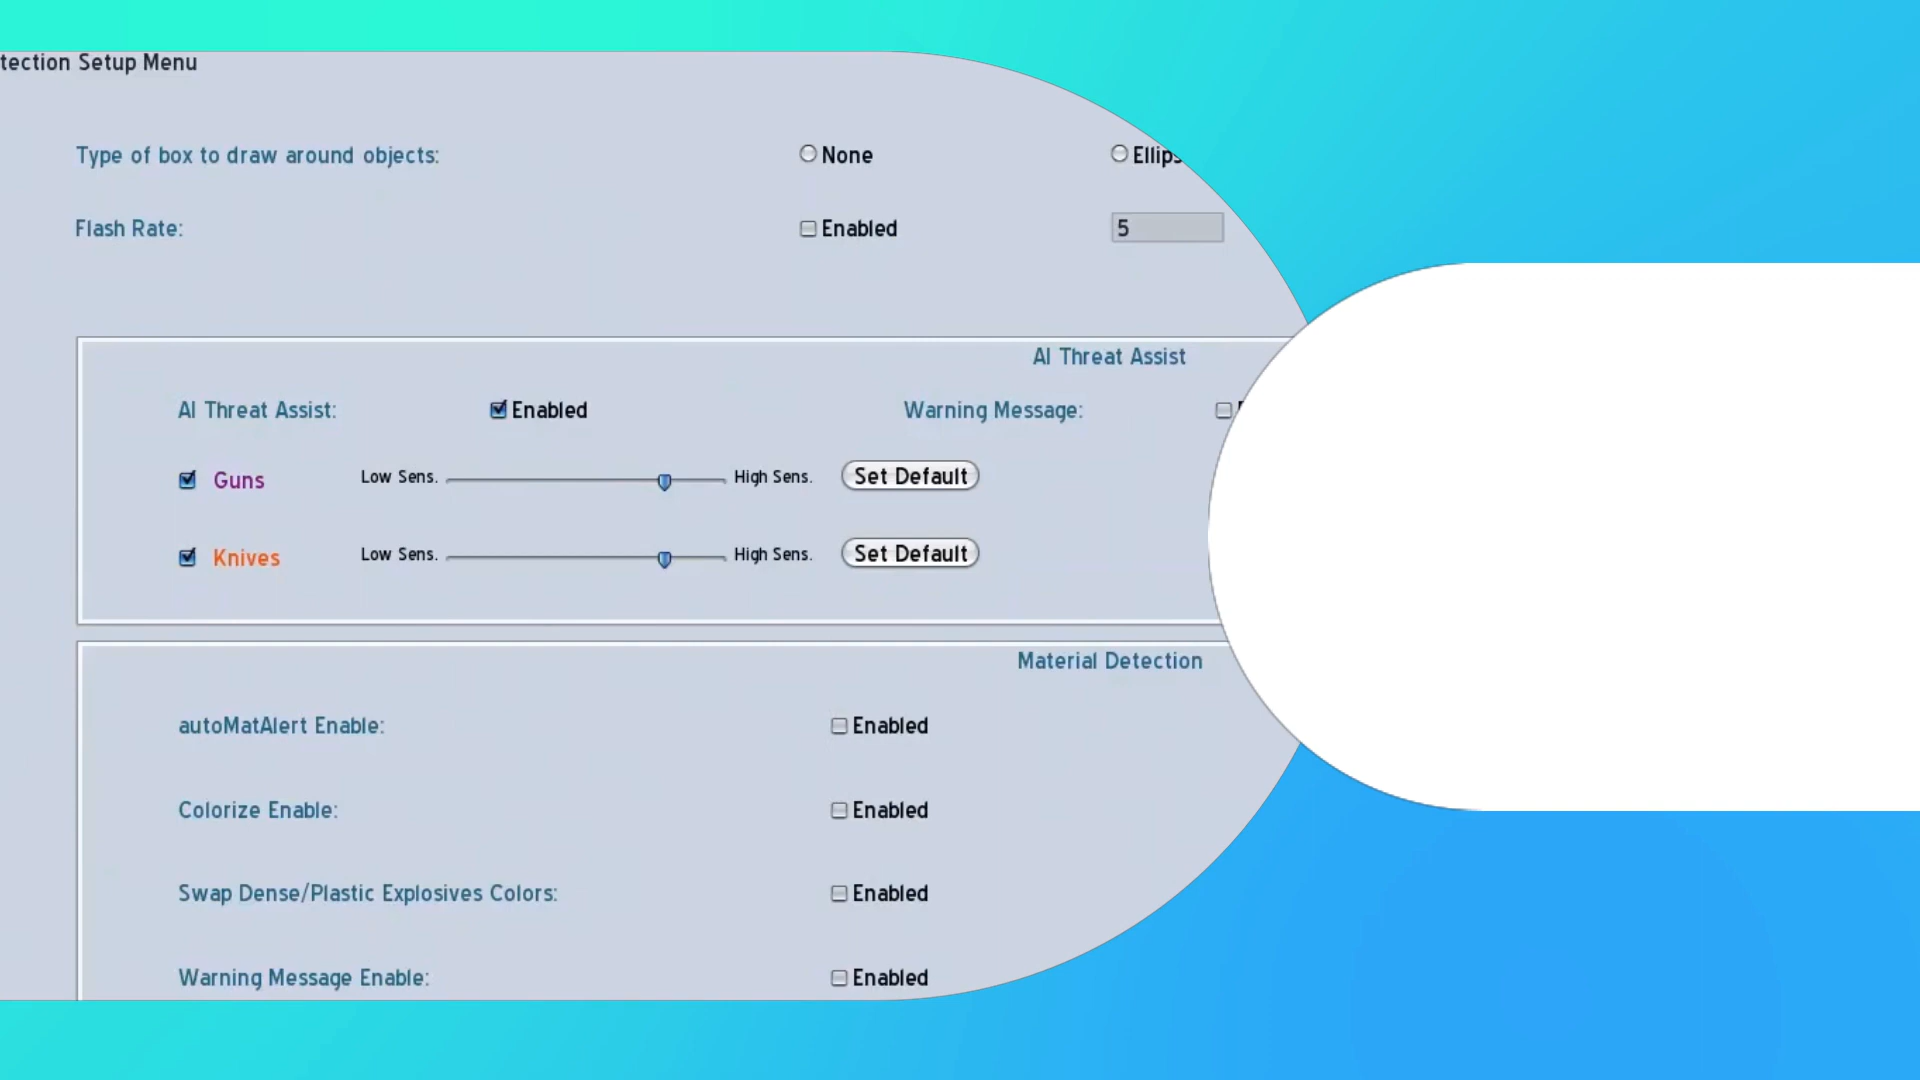 tection Setup Menu
Type of box to draw around objects: None Ellips
Flash Rate: Enabled 5
AI Threat Assist
AI Threat Assist: Enabled Warning Message:
Guns Low Sens. High Sens. Set Default
Knives Low Sens. High Sens. Set Default
Material Detection
autoMatAlert Enable: Enabled
Colorize Enable: Enabled
Swap Dense/Plastic Explosives Colors: Enabled
Warning Message Enable: Enabled